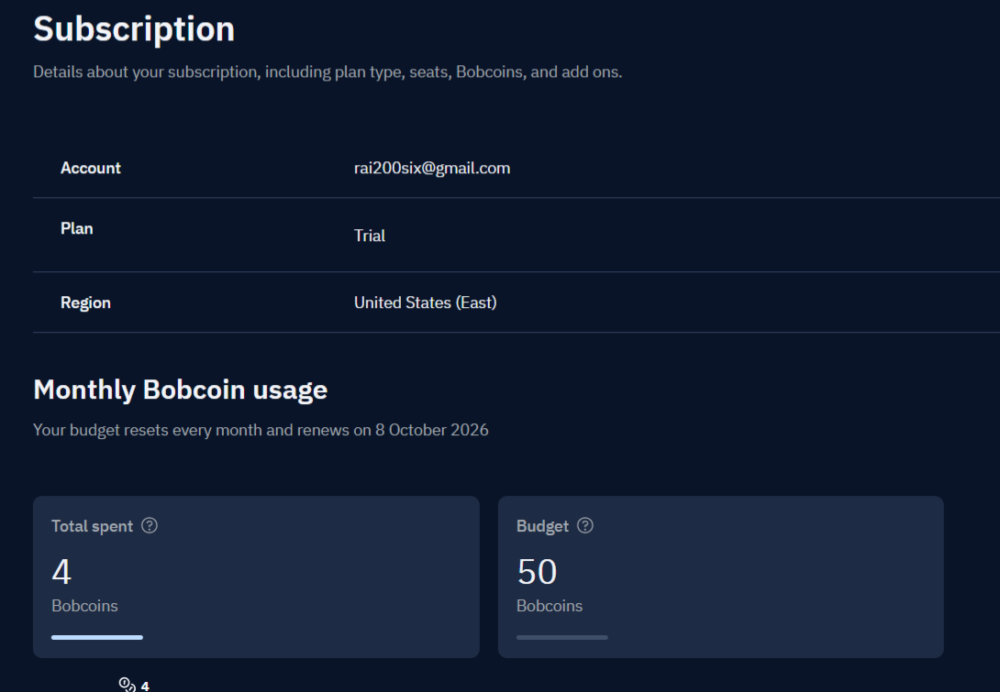 Subscription
Details about your subscription, including plan type, seats, Bobcoins, and add ons.
Account rai200six@gmail.com
Plan Trial
Region United States (East)
Monthly Bobcoin usage
Your budget resets every month and renews on 8 October 2026
Total spent ?
4
Bobcoins
Budget ?
50
Bobcoins
4